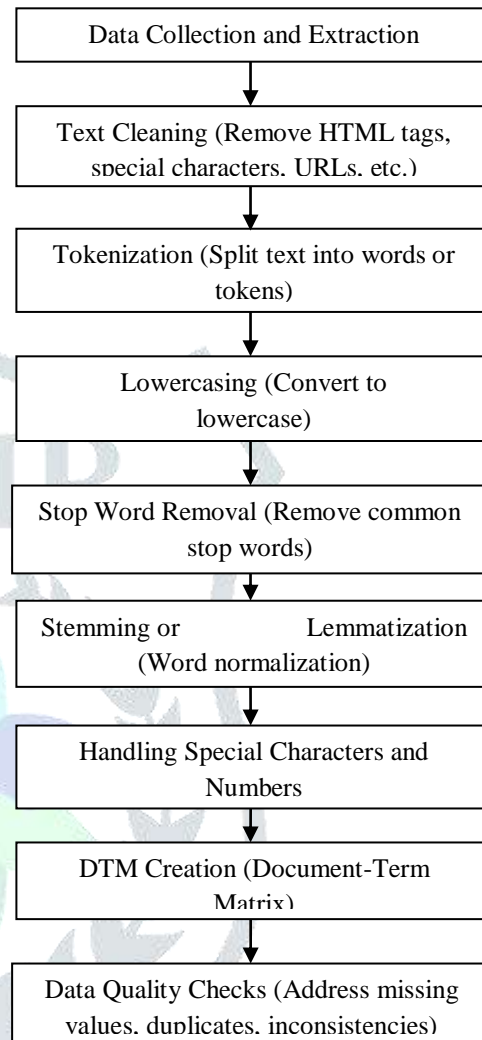 Data Collection and Extraction
Text Cleaning (Remove HTML tags,
special characters, URLs, etc.)
Tokenization (Split text into words or
tokens)
Lowercasing (Convert to
lowercase)
Stop Word Removal (Remove common
stop words)
Stemming or Lemmatization
(Word normalization)
Handling Special Characters and
Numbers
DTM Creation (Document-Term
Matrix)
Data Quality Checks (Address missing
values, duplicates, inconsistencies)